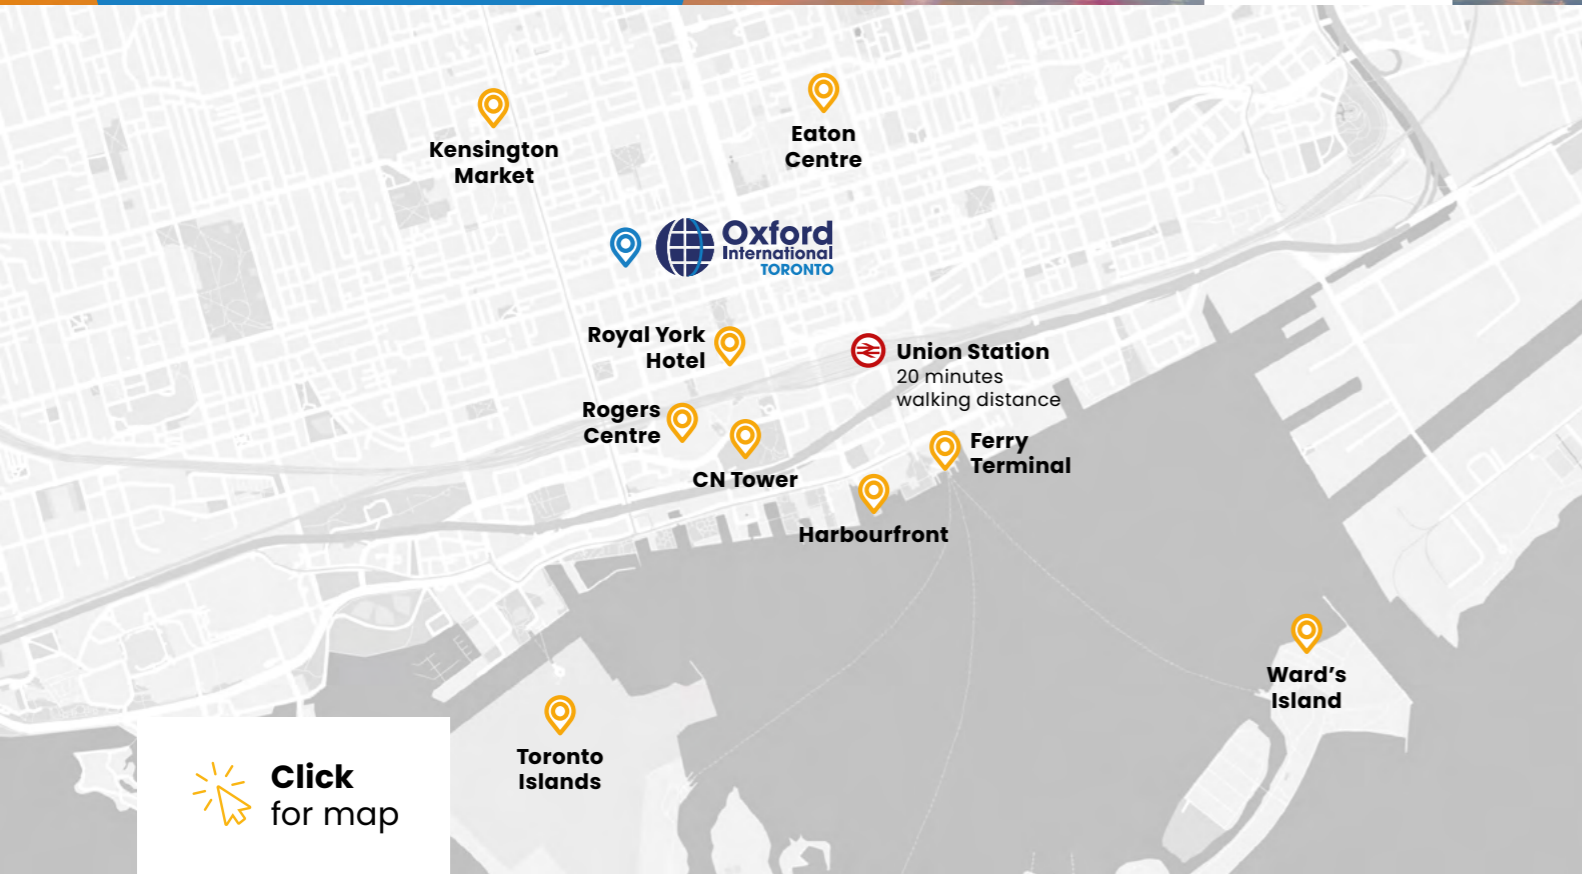 Kensington
Market
Eaton
Centre
Oxford
International
TORONTO
Royal York
Hotel
Union Station
20 minutes
walking distance
Rogers
Centre
CN Tower
Ferry
Terminal
Harbourfront
Ward’s
Island
Toronto
Islands
Click
for map